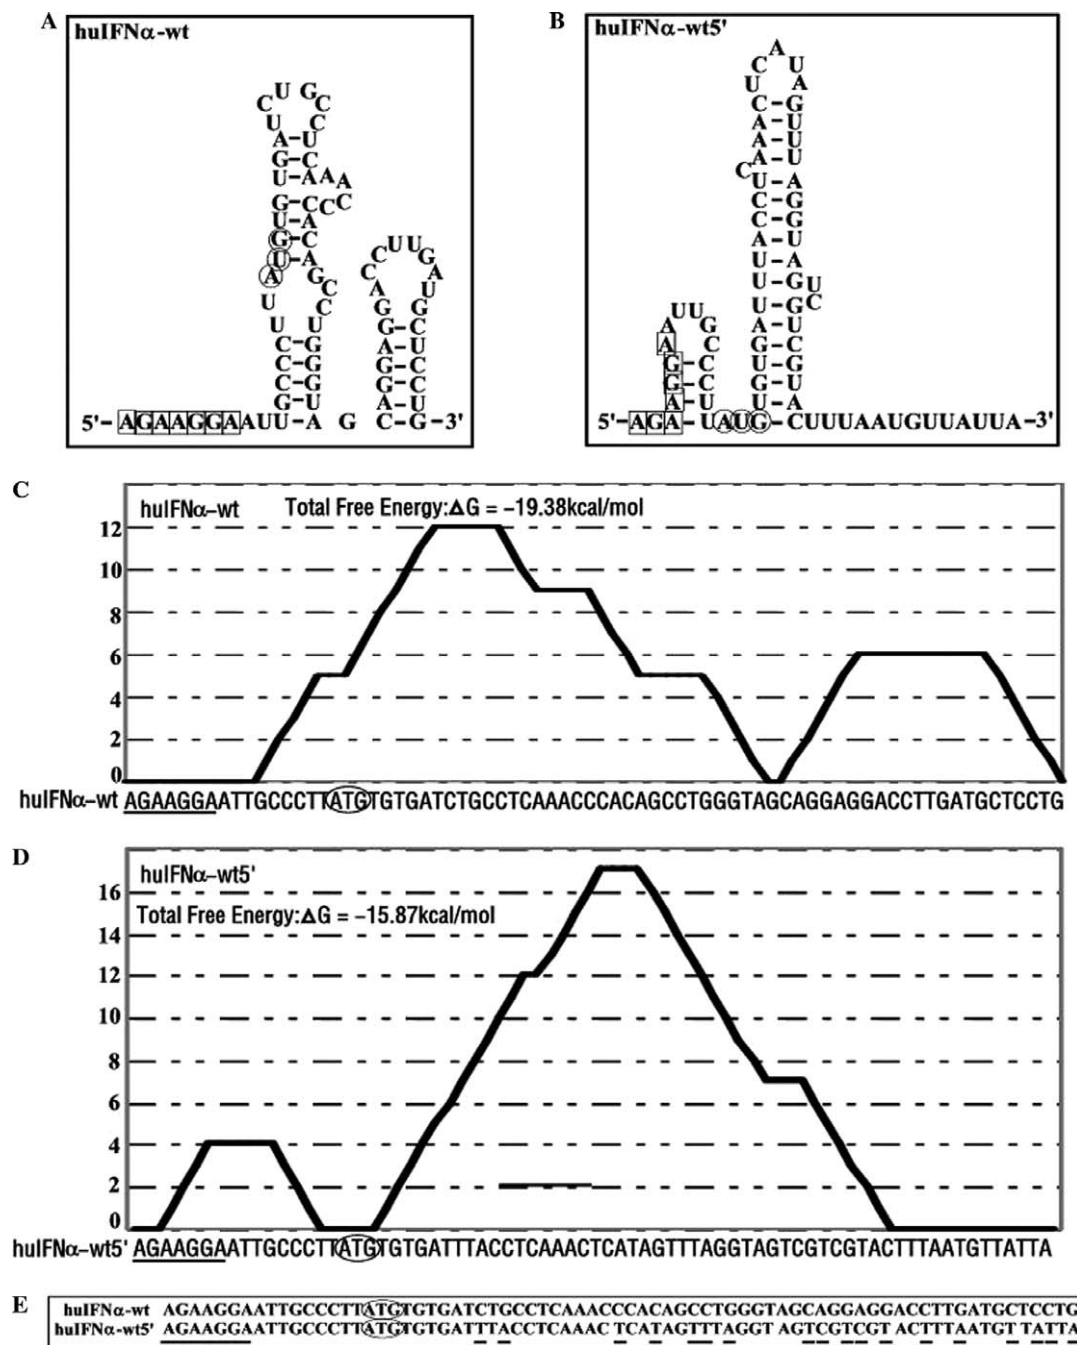 A
huIFNα-wt
U G
C C
U C
A-U
G-C
U-A A A
G-C C C
U-A
G-C
U-A
A G
U C
C
U U
C-G
C-G
C-G
G-U
C U U G
C A
A U
G G
G-C
A-U
G-C
G-C
A-U
5'-AGAAGGAAUU-A G C-G-3'
B
huIFNα-wt5'
A
C U
U A
C-G
A-U
A-U
A-U
C
U-A
C-G
C-G
A-U
U-A
U-G
U C
U-G
A-U
G-C
U-G
G-U
U-A
U U
A G
A C
G-C
G-C
A-U
5'-AGA-UAUG-CUUUAAUGUUAUUA-3'
C
huIFNα-wt Total Free Energy:ΔG = -19.38kcal/mol
12
10
8
6
4
2
0
huIFNα-wt AGAAGGAATTGCCCTTATGTGTGATCTGCCTCAAACCCACAGCCTGGGTAGCAGGAGGACCTTGATGCTCCTG
D
huIFNα-wt5'
Total Free Energy:ΔG = -15.87kcal/mol
16
14
12
10
8
6
4
2
0
huIFNα-wt5' AGAAGGAATTGCCCTTATGTGTGATTTACCTCAAACTCATAGTTTAGGTAGTCGTCGTACTTTAATGTTATTA
E
huIFNα-wt AGAAGGAATTGCCCTTATGTGTGATCTGCCTCAAACCCACAGCCTGGGTAGCAGGAGGACCTTGATGCTCCTG
huIFNα-wt5' AGAAGGAATTGCCCTTATGTGTGATTTACCTCAAAC TCATAGTTTAGGT AGTCGTCGT ACTTTAATGT TATTA